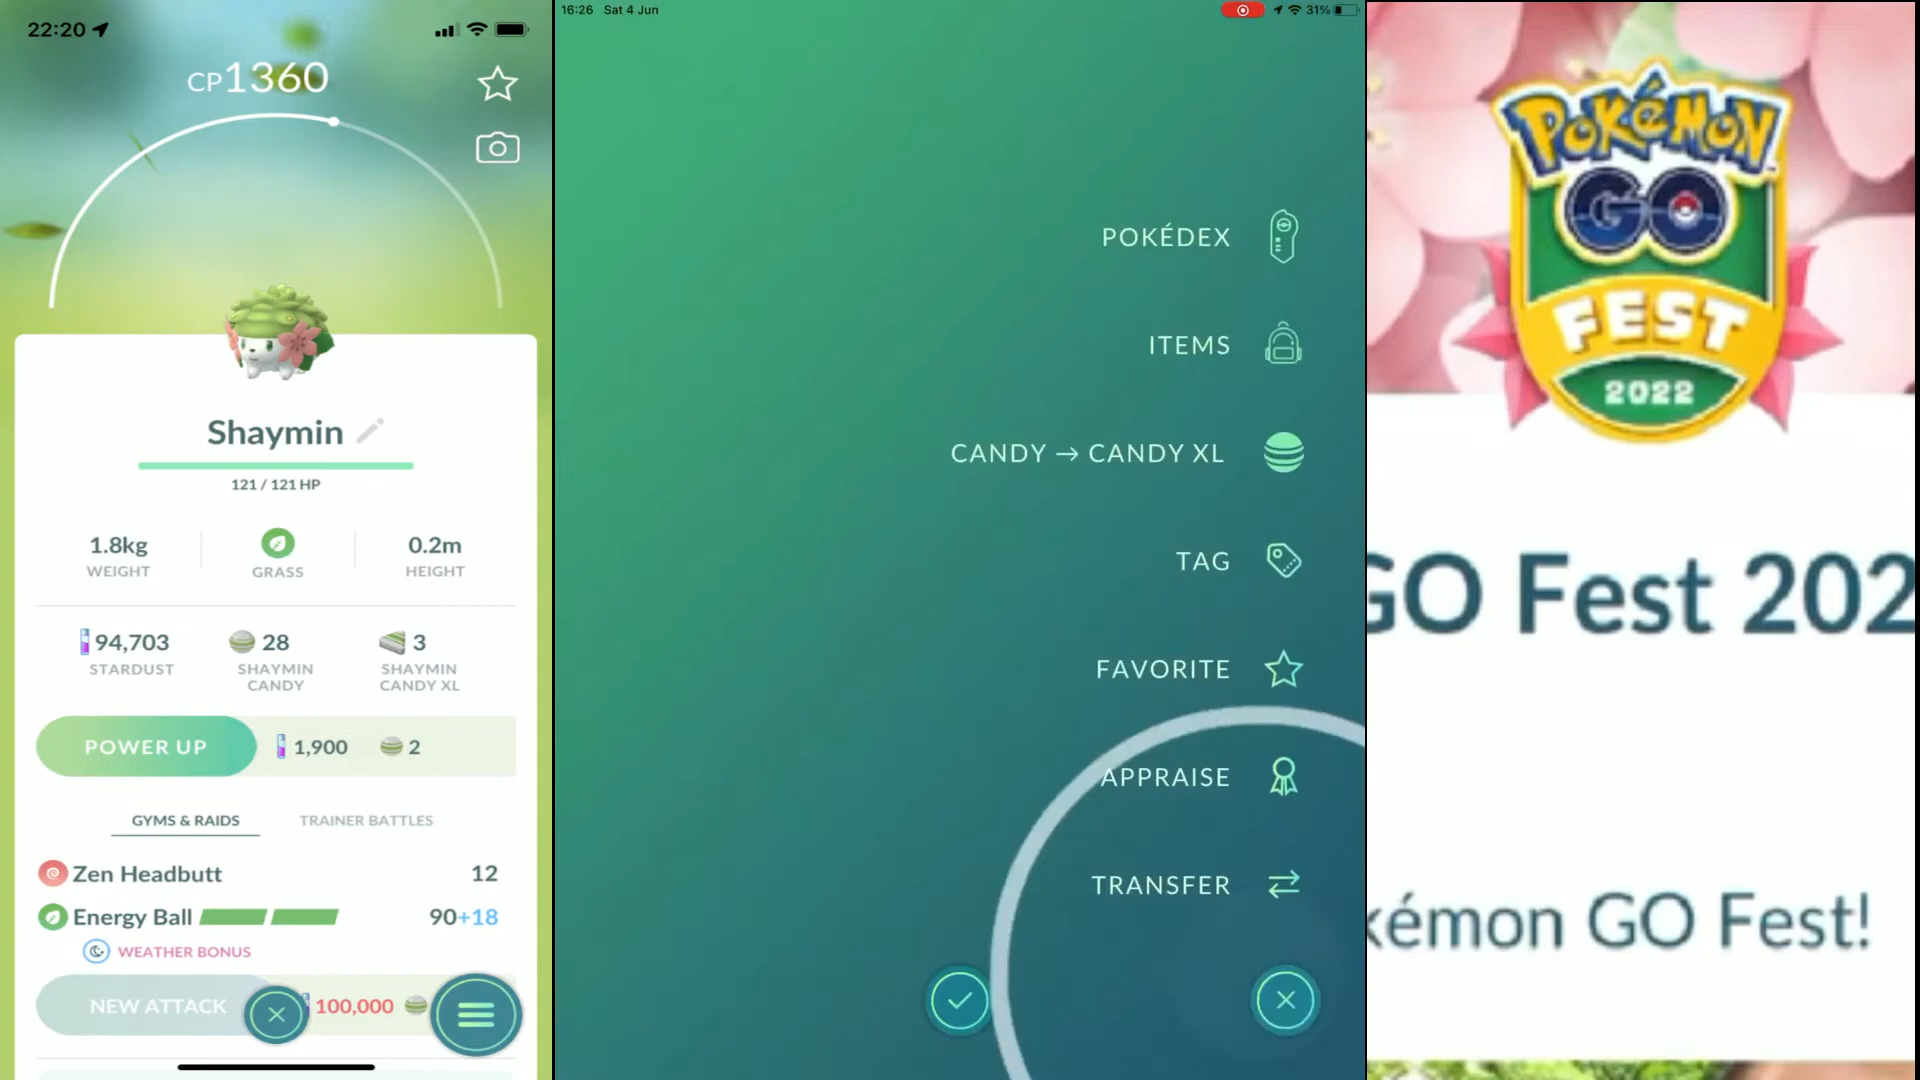 22:20
CP1360
Shaymin
121 / 121 HP
1.8kg
WEIGHT
GRASS
0.2m
HEIGHT
94,703
STARDUST
28
SHAYMIN
CANDY
3
SHAYMIN
CANDY XL
POWER UP
1,900
2
GYMS & RAIDS
TRAINER BATTLES
Zen Headbutt
12
Energy Ball
90+18
WEATHER BONUS
NEW ATTACK
100,000
16:26 Sat 4 Jun
31%
POKÉDEX
ITEMS
CANDY → CANDY XL
TAG
FAVORITE
APPRAISE
TRANSFER
POKÉMON
GO
FEST
2022
GO Fest 202
kémon GO Fest!